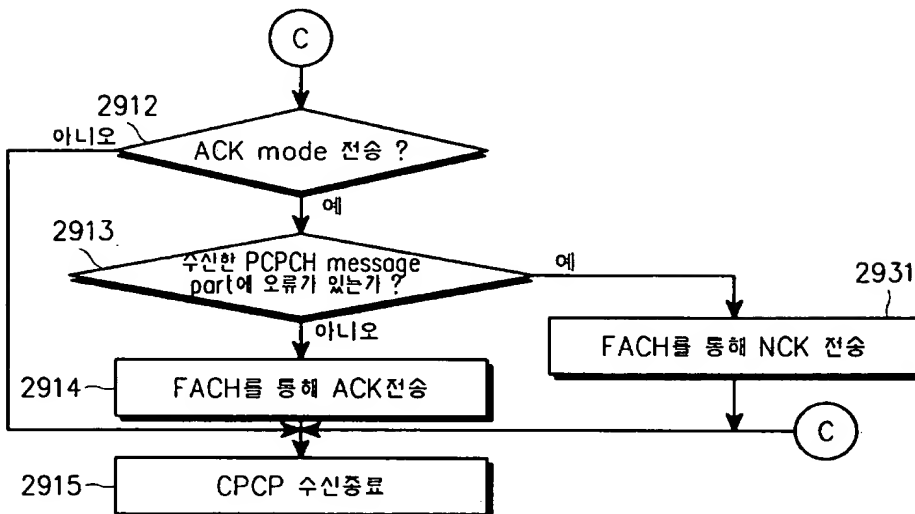 C
2912
아니오
ACK mode 전송 ?
예
2913
수신한 PCPCH message
part에 오류가 있는가 ?
예
2931
아니오
FACH를 통해 NCK 전송
2914
FACH를 통해 ACK전송
C
2915
CPCP 수신종료